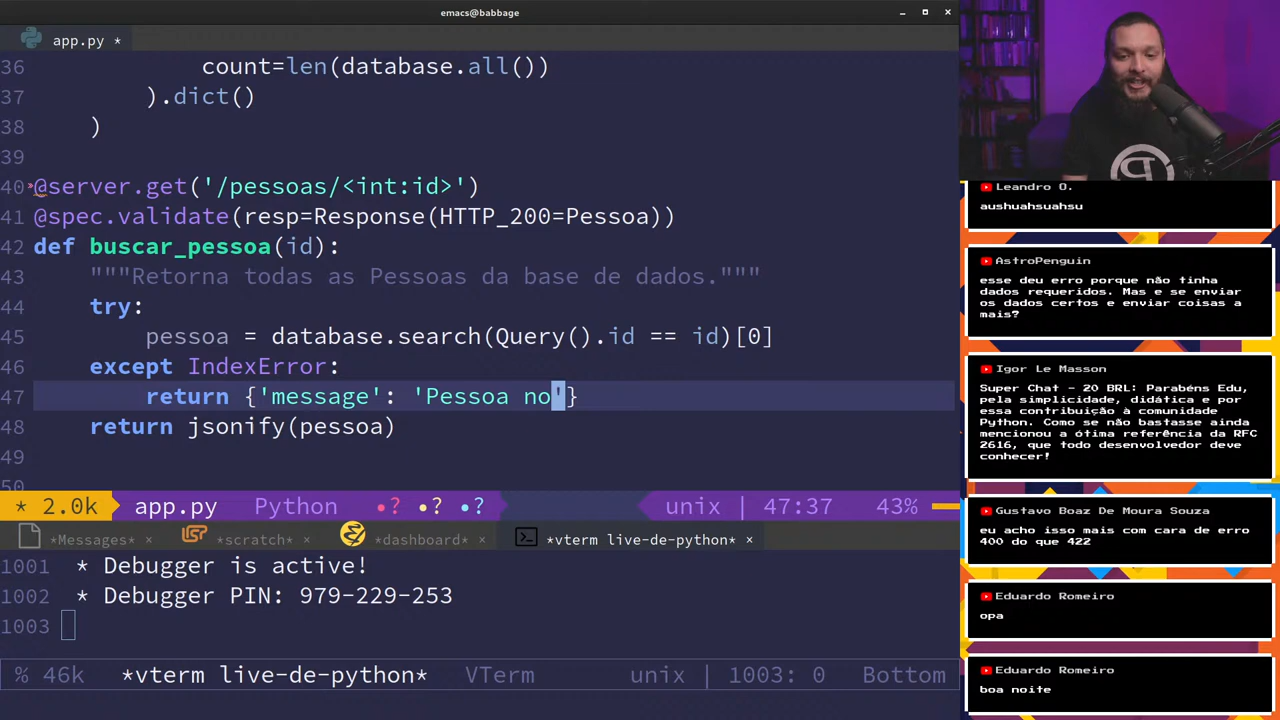 emacs@babbage
app.py *
36 count=len(database.all())
37 ).dict()
38 )
39
40 @server.get('/pessoas/<int:id>')
41 @spec.validate(resp=Response(HTTP_200=Pessoa))
42 def buscar_pessoa(id):
43 """Retorna todas as Pessoas da base de dados."""
44 try:
45 pessoa = database.search(Query().id == id)[0]
46 except IndexError:
47 return {'message': 'Pessoa no'}
48 return jsonify(pessoa)
49
50
* 2.0k app.py Python •? •? •? unix | 47:37 43%
*Messages* × *scratch* × *dashboard* × *vterm live-de-python* ×
1001 * Debugger is active!
1002 * Debugger PIN: 979-229-253
1003
% 46k *vterm live-de-python* VTerm unix | 1003: 0 Bottom
Leandro O.
aushuahsuahsu
AstroPenguin
esse deu erro porque não tinha
dados requeridos. Mas e se enviar
os dados certos e enviar coisas a
mais?
Igor Le Masson
Super Chat - 20 BRL: Parabéns Edu,
pela simplicidade, didática e por
essa contribuição à comunidade
Python. Como se não bastasse ainda
mencionou a ótima referência da RFC
2616, que todo desenvolvedor deve
conhecer!
Gustavo Boaz De Moura Souza
eu acho isso mais com cara de erro
400 do que 422
Eduardo Romeiro
opa
Eduardo Romeiro
boa noite